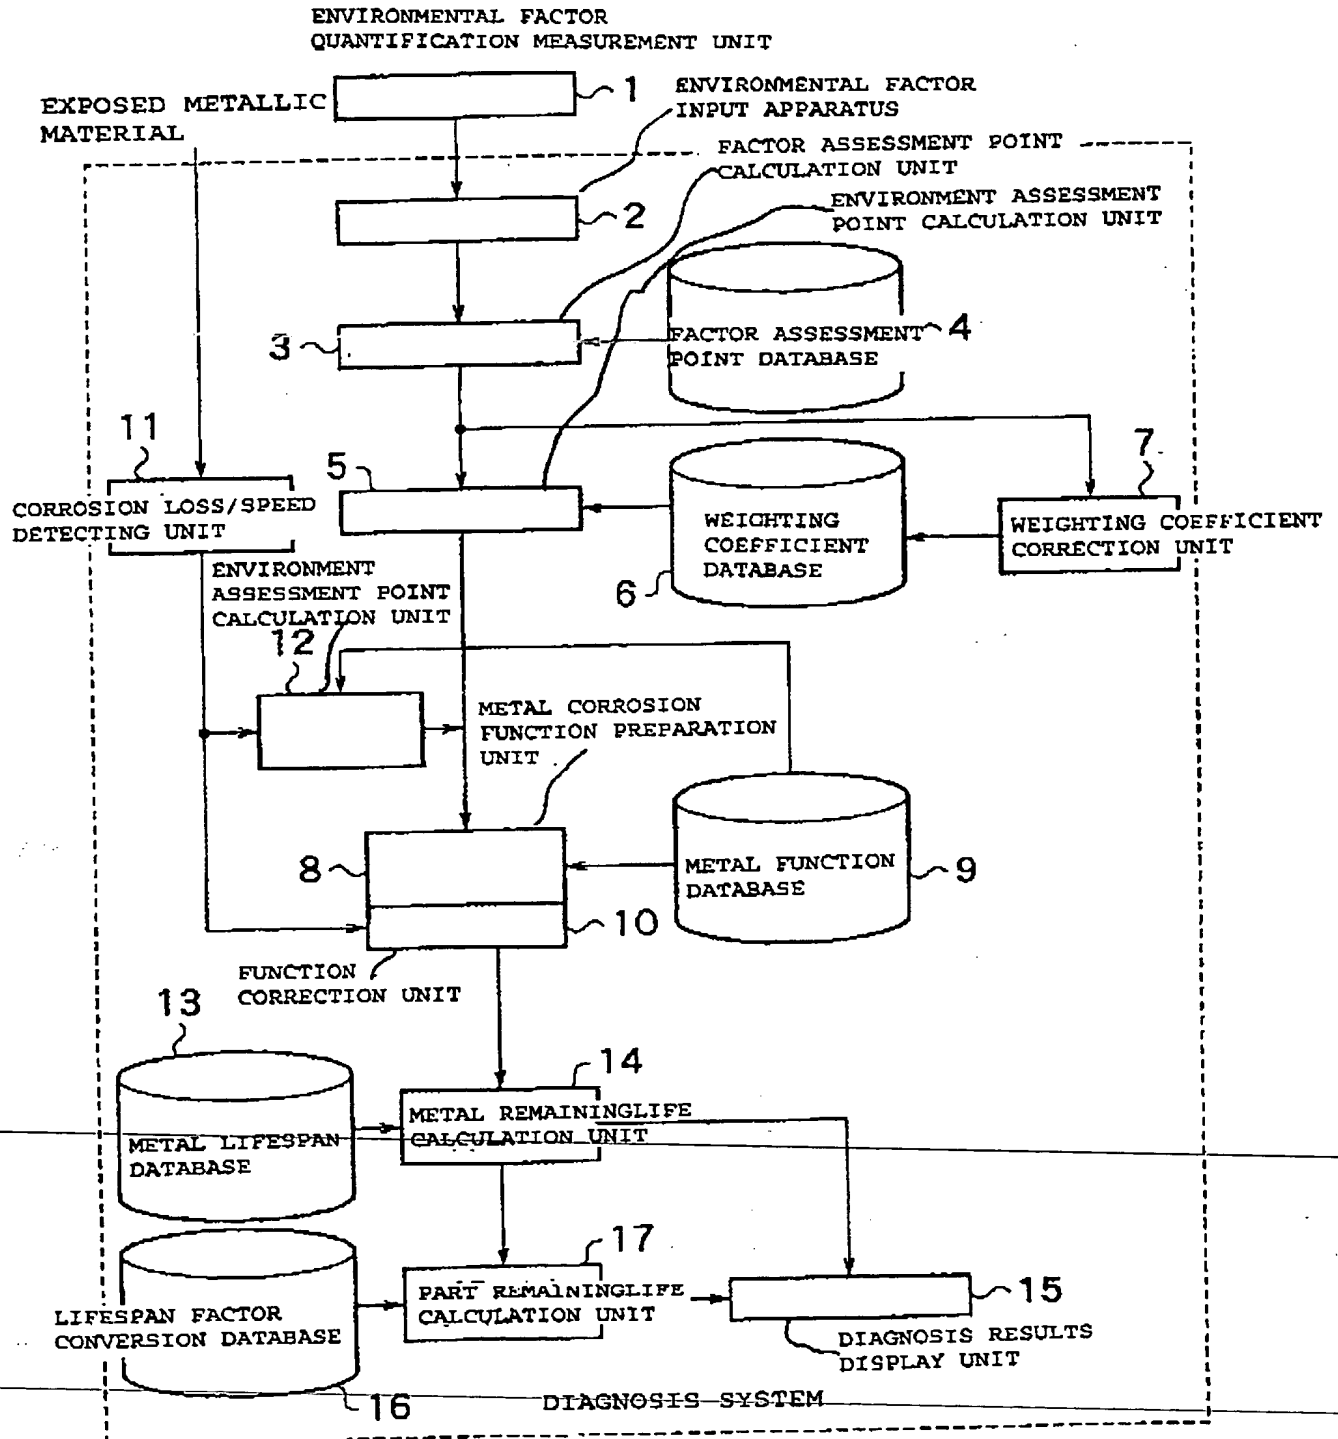 ENVIRONMENTAL FACTOR
QUANTIFICATION MEASUREMENT UNIT
1
ENVIRONMENTAL FACTOR
INPUT APPARATUS
EXPOSED METALLIC
MATERIAL
FACTOR ASSESSMENT POINT
CALCULATION UNIT
2
ENVIRONMENT ASSESSMENT
POINT CALCULATION UNIT
3
4
FACTOR ASSESSMENT
POINT DATABASE
11
5
7
CORROSION LOSS/SPEED
DETECTING UNIT
WEIGHTING
COEFFICIENT
DATABASE
6
WEIGHTING COEFFICIENT
CORRECTION UNIT
ENVIRONMENT
ASSESSMENT POINT
CALCULATION UNIT
12
METAL CORROSION
FUNCTION PREPARATION
UNIT
8
METAL FUNCTION
DATABASE
9
10
FUNCTION
CORRECTION UNIT
13
14
METAL REMAININGLIFE
CALCULATION UNIT
METAL LIFESPAN
DATABASE
17
PART REMAININGLIFE
CALCULATION UNIT
15
LIFESPAN FACTOR
CONVERSION DATABASE
DIAGNOSIS RESULTS
DISPLAY UNIT
16
DIAGNOSIS SYSTEM